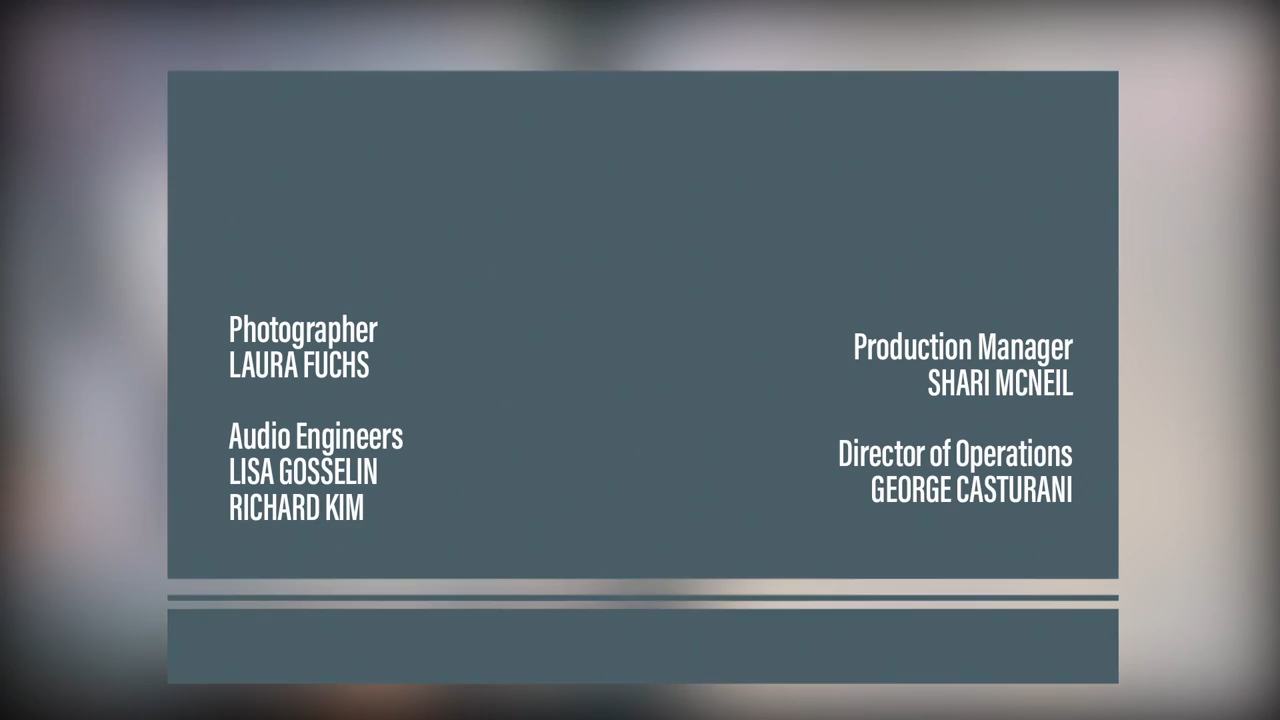 Photographer
LAURA FUCHS
Audio Engineers
LISA GOSSELIN
RICHARD KIM
Production Manager
SHARI MCNEIL
Director of Operations
GEORGE CASTURANI